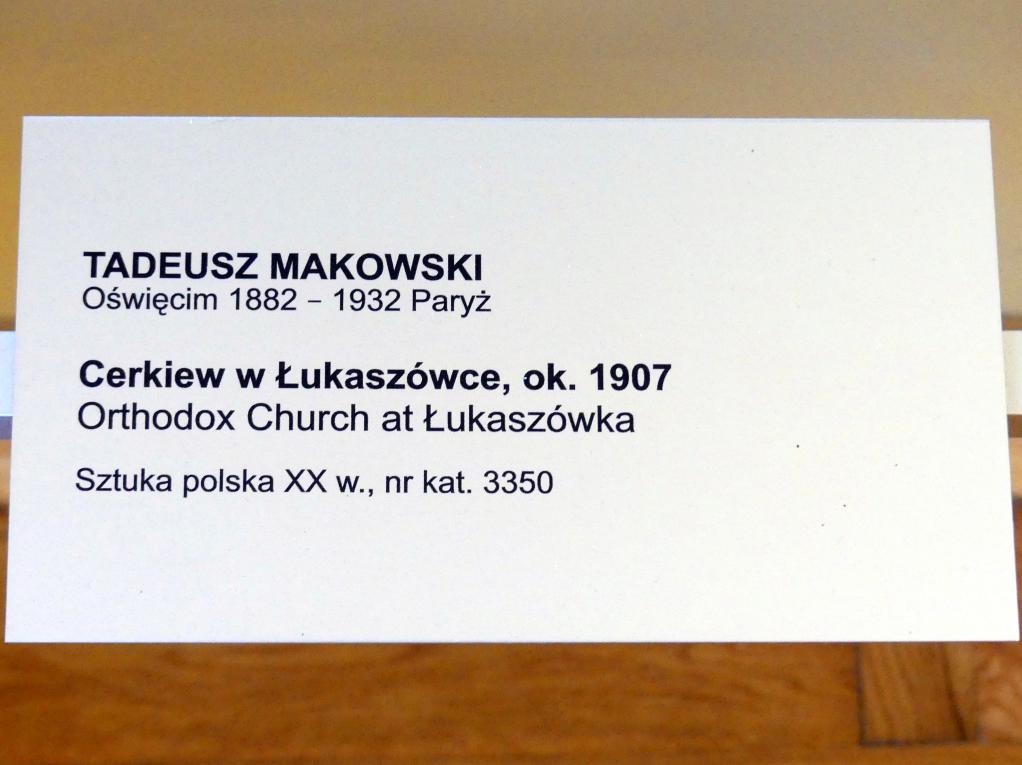 TADEUSZ MAKOWSKI
Oświęcim 1882 – 1932 Paryż
Cerkiew w Łukaszówce, ok. 1907
Orthodox Church at Łukaszówka
Sztuka polska XX w., nr kat. 3350